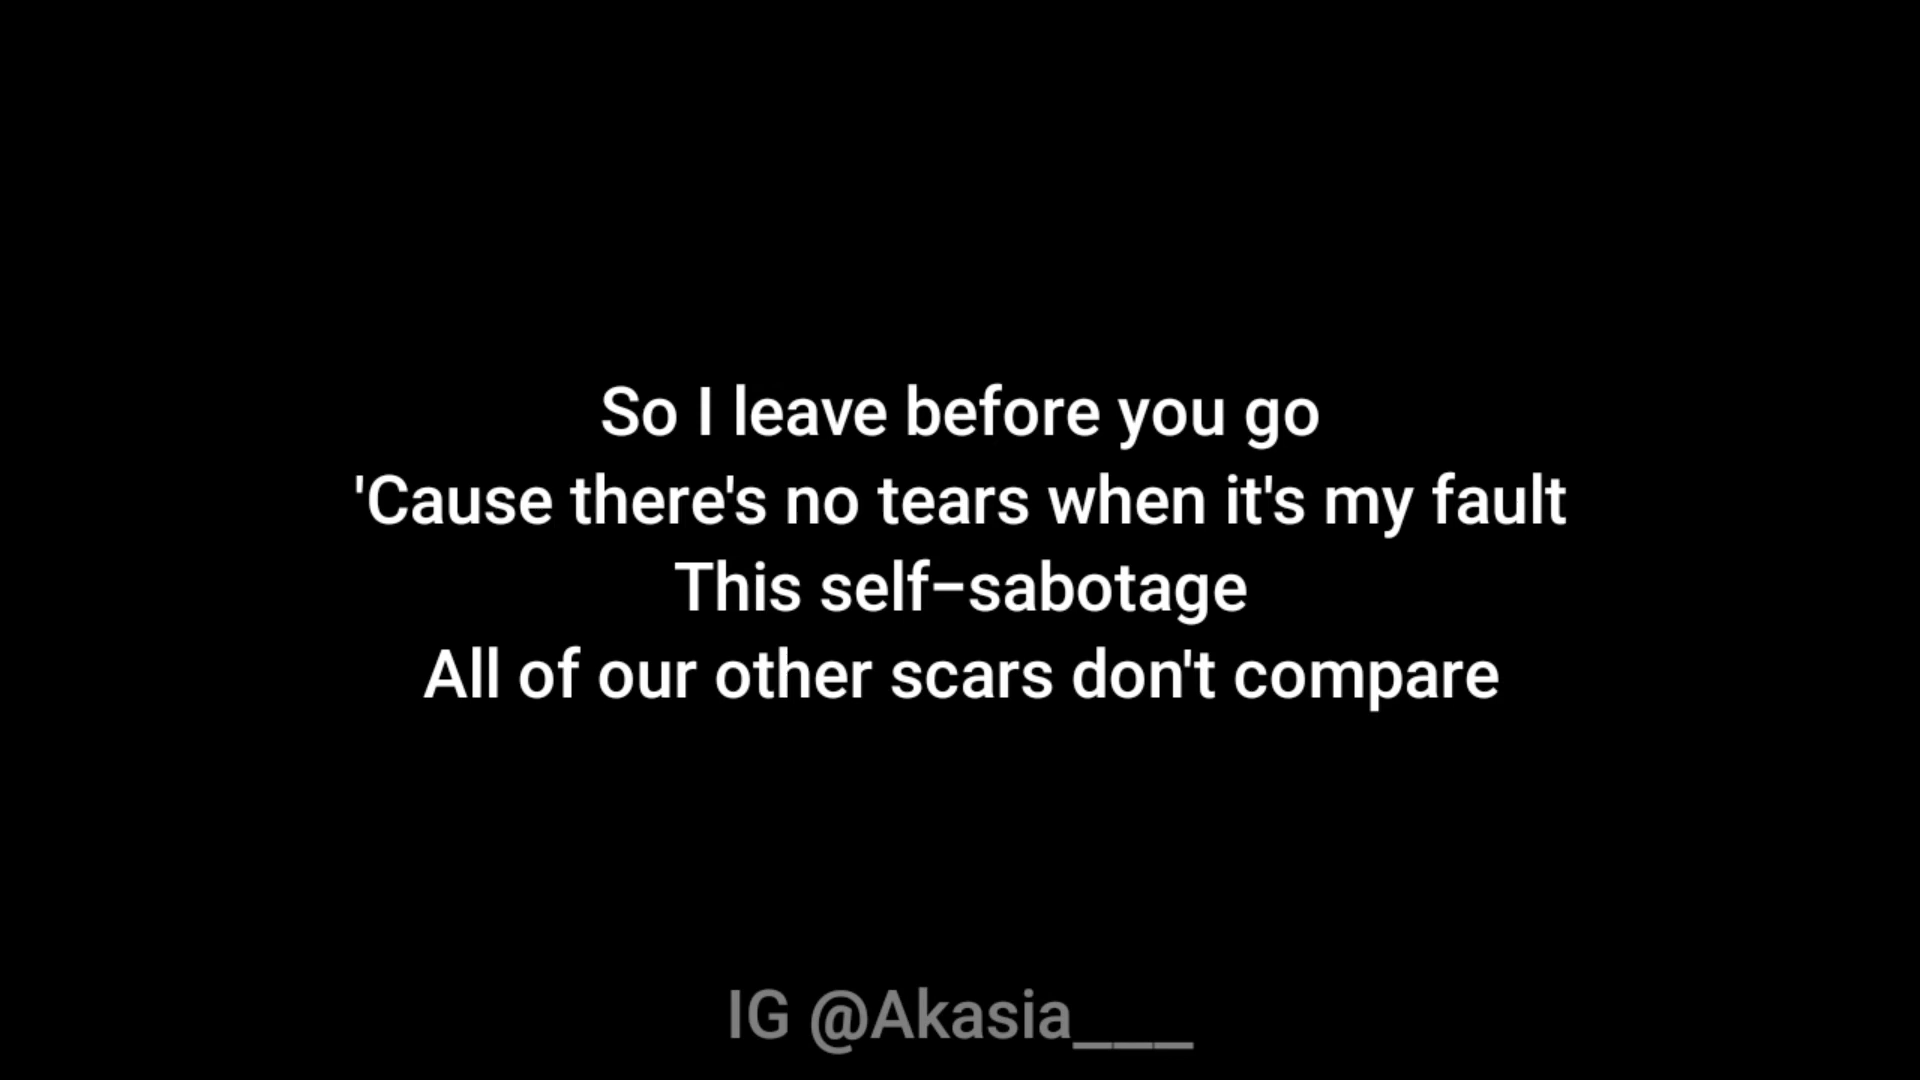 So I leave before you go
'Cause there's no tears when it's my fault
This self-sabotage
All of our other scars don't compare
IG @Akasia___